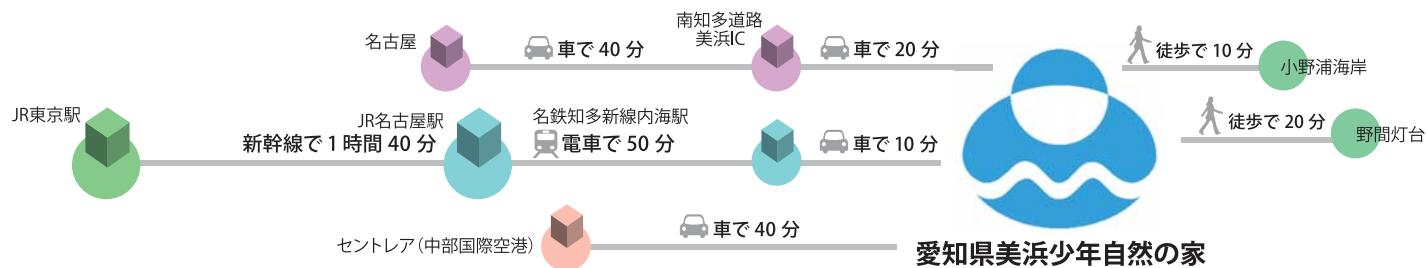 名古屋
車で 40 分
南知多道路
美浜IC
車で 20 分
徒歩で 10 分
小野浦海岸
JR東京駅
新幹線で 1 時間 40 分
JR名古屋駅
名鉄知多新線内海駅
電車で 50 分
車で 10 分
徒歩で 20 分
野間灯台
セントレア(中部国際空港)
車で 40 分
愛知県美浜少年自然の家